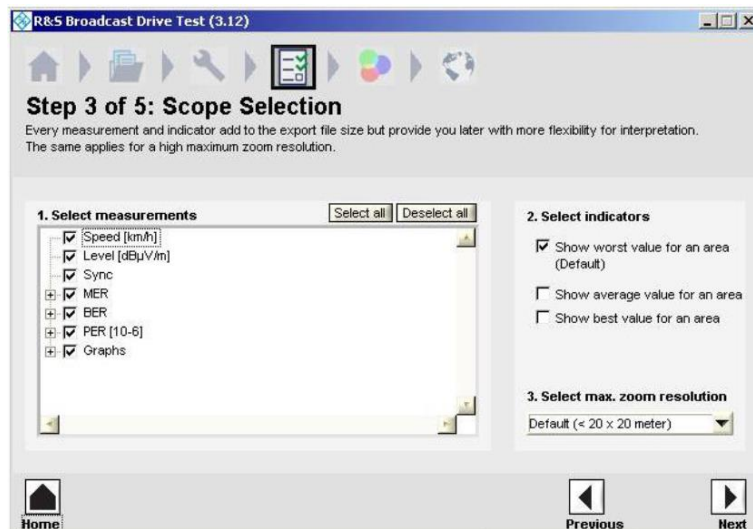 R&S Broadcast Drive Test (3.12)
Step 3 of 5: Scope Selection
Every measurement and indicator add to the export file size but provide you later with more flexibility for interpretation.
The same applies for a high maximum zoom resolution.
1. Select measurements
Select all
Deselect all
Speed [km/h]
Level [dBµV/m]
Sync
MER
BER
PER [10-6]
Graphs
2. Select indicators
Show worst value for an area
(Default)
Show average value for an area
Show best value for an area
3. Select max. zoom resolution
Default (< 20 x 20 meter)
Home
Previous
Next